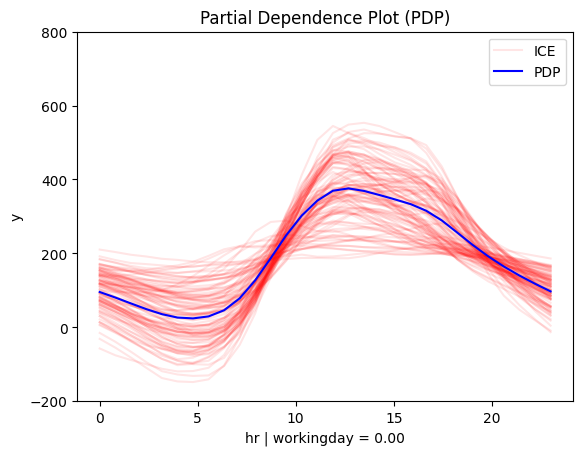 Partial Dependence Plot (PDP)
ICE
PDP
800
600
400
200
0
−200
y
0
5
10
15
20
hr | workingday = 0.00